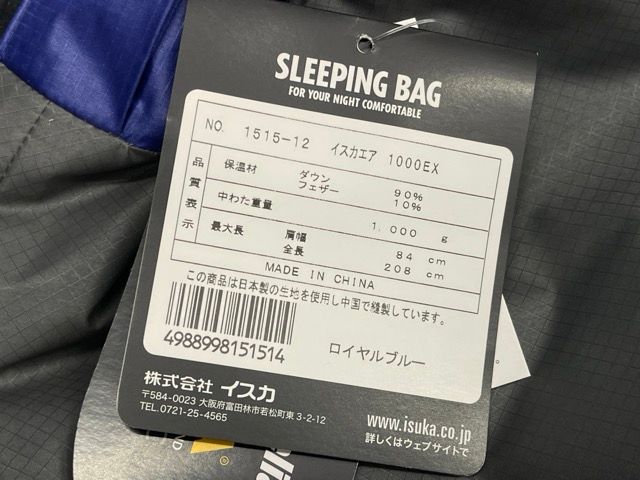 SLEEPING BAG
FOR YOUR NIGHT COMFORTABLE
NO. 1515-12 イスカエア 1000EX
品質表示
保温材 ダウン 90%
フェザー 10%
中わた重量 1,000 g
最大長 肩幅 84 cm
全長 208 cm
MADE IN CHINA
この商品は日本製の生地を使用し中国で縫製しています。
4988998151514
ロイヤルブルー
株式会社 イスカ
〒584-0023 大阪府富田林市若松町東3-2-12
TEL.0721-25-4565
www.isuka.co.jp
詳しくはウェブサイトで